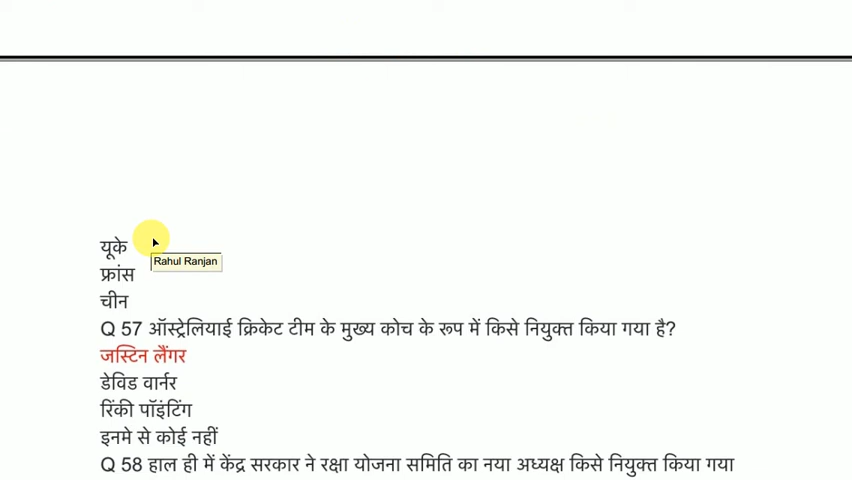 यूके
Rahul Ranjan
फ्रांस
चीन
Q 57 ऑस्ट्रेलियाई क्रिकेट टीम के मुख्य कोच के रूप में किसे नियुक्त किया गया है?
जस्टिन लैंगर
डेविड वार्नर
रिंकी पॉइंटिंग
इनमे से कोई नहीं
Q 58 हाल ही में केंद्र सरकार ने रक्षा योजना समिति का नया अध्यक्ष किसे नियुक्त किया गया